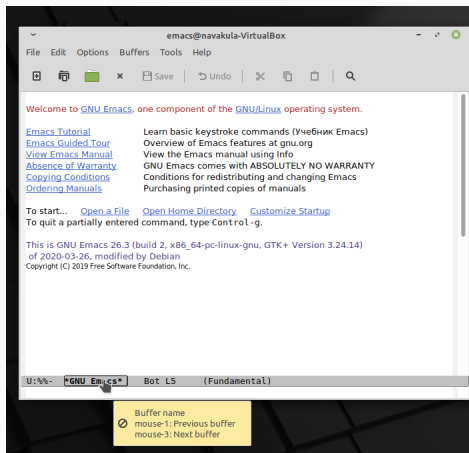 emacs@navakula-VirtualBox
File Edit Options Buffers Tools Help
Save Undo
Welcome to GNU Emacs, one component of the GNU/Linux operating system.
Emacs Tutorial Learn basic keystroke commands (Учебник Emacs)
Emacs Guided Tour Overview of Emacs features at gnu.org
View Emacs Manual View the Emacs manual using Info
Absence of Warranty GNU Emacs comes with ABSOLUTELY NO WARRANTY
Copying Conditions Conditions for redistributing and changing Emacs
Ordering Manuals Purchasing printed copies of manuals
To start... Open a File Open Home Directory Customize Startup
To quit a partially entered command, type Control-g.
This is GNU Emacs 26.3 (build 2, x86_64-pc-linux-gnu, GTK+ Version 3.24.14)
of 2020-03-26, modified by Debian
Copyright (C) 2019 Free Software Foundation, Inc.
U:%%- *GNU Emacs* Bot L5 (Fundamental)
Buffer name
mouse-1: Previous buffer
mouse-3: Next buffer